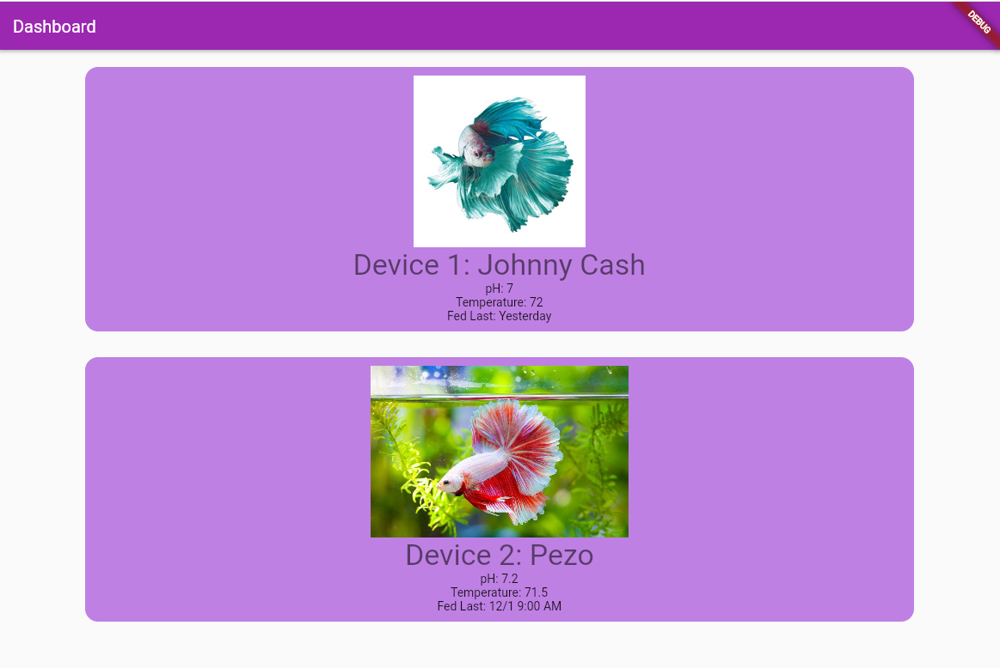 Dashboard
DEBUG
Device 1: Johnny Cash
pH: 7
Temperature: 72
Fed Last: Yesterday
Device 2: Pezo
pH: 7.2
Temperature: 71.5
Fed Last: 12/1 9:00 AM